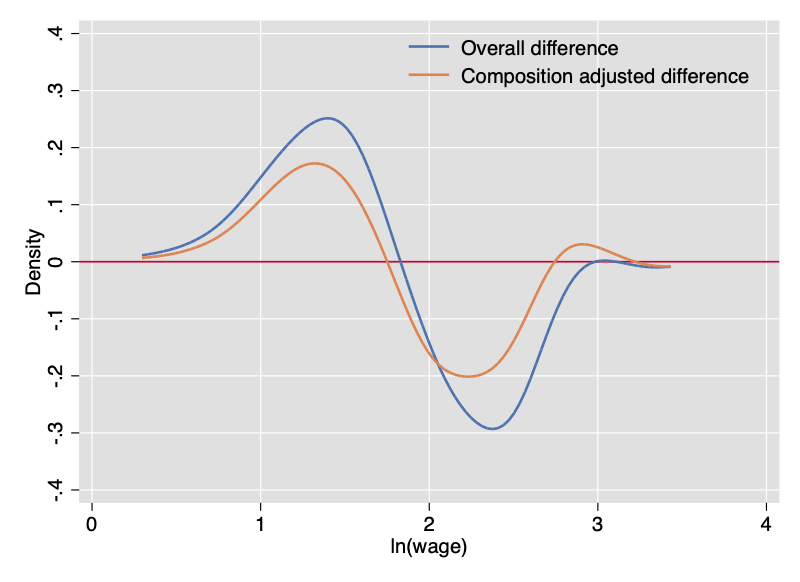 Overall difference
Composition adjusted difference
.4
.3
.2
.1
0
-.1
-.2
-.3
-.4
Density
0 1 2 3 4
ln(wage)